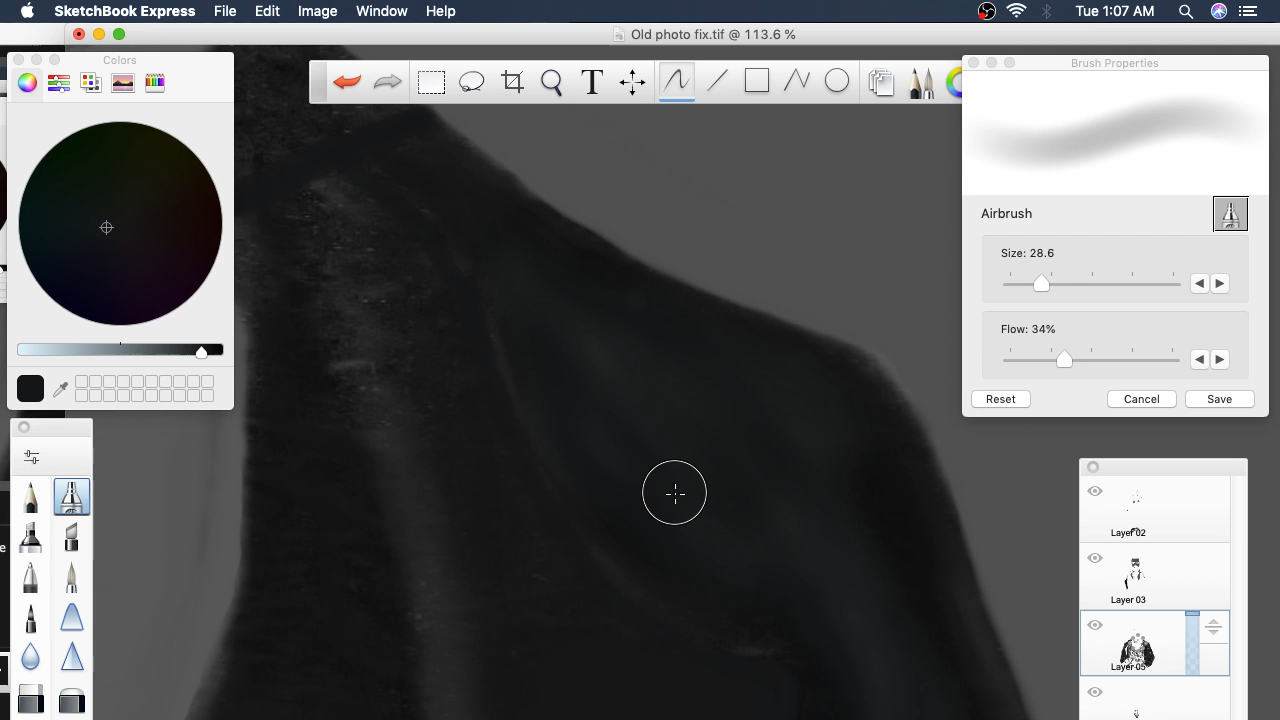 SketchBook Express File Edit Image Window Help Tue 1:07 AM
Old photo fix.tif @ 113.6 %
Colors
Brush Properties
T
Airbrush
Size: 28.6
Flow: 34%
Reset Cancel Save
Layer 02
Layer 03
Layer 05
e